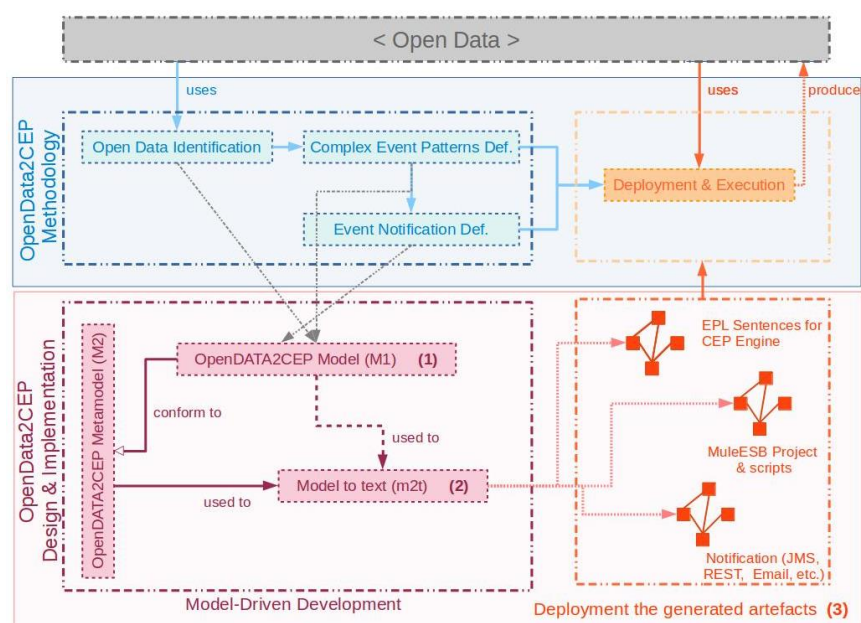 < Open Data >
uses
uses
produce
OpenData2CEP
Methodology
Open Data Identification
Complex Event Patterns Def.
Event Notification Def.
Deployment & Execution
OpenData2CEP
Design & Implementation
OpenDATA2CEP Metamodel (M2)
OpenDATA2CEP Model (M1) (1)
conform to
used to
used to
Model to text (m2t) (2)
Model-Driven Development
EPL Sentences for
CEP Engine
MuleESB Project
& scripts
Notification (JMS,
REST, Email, etc.)
Deployment the generated artefacts (3)